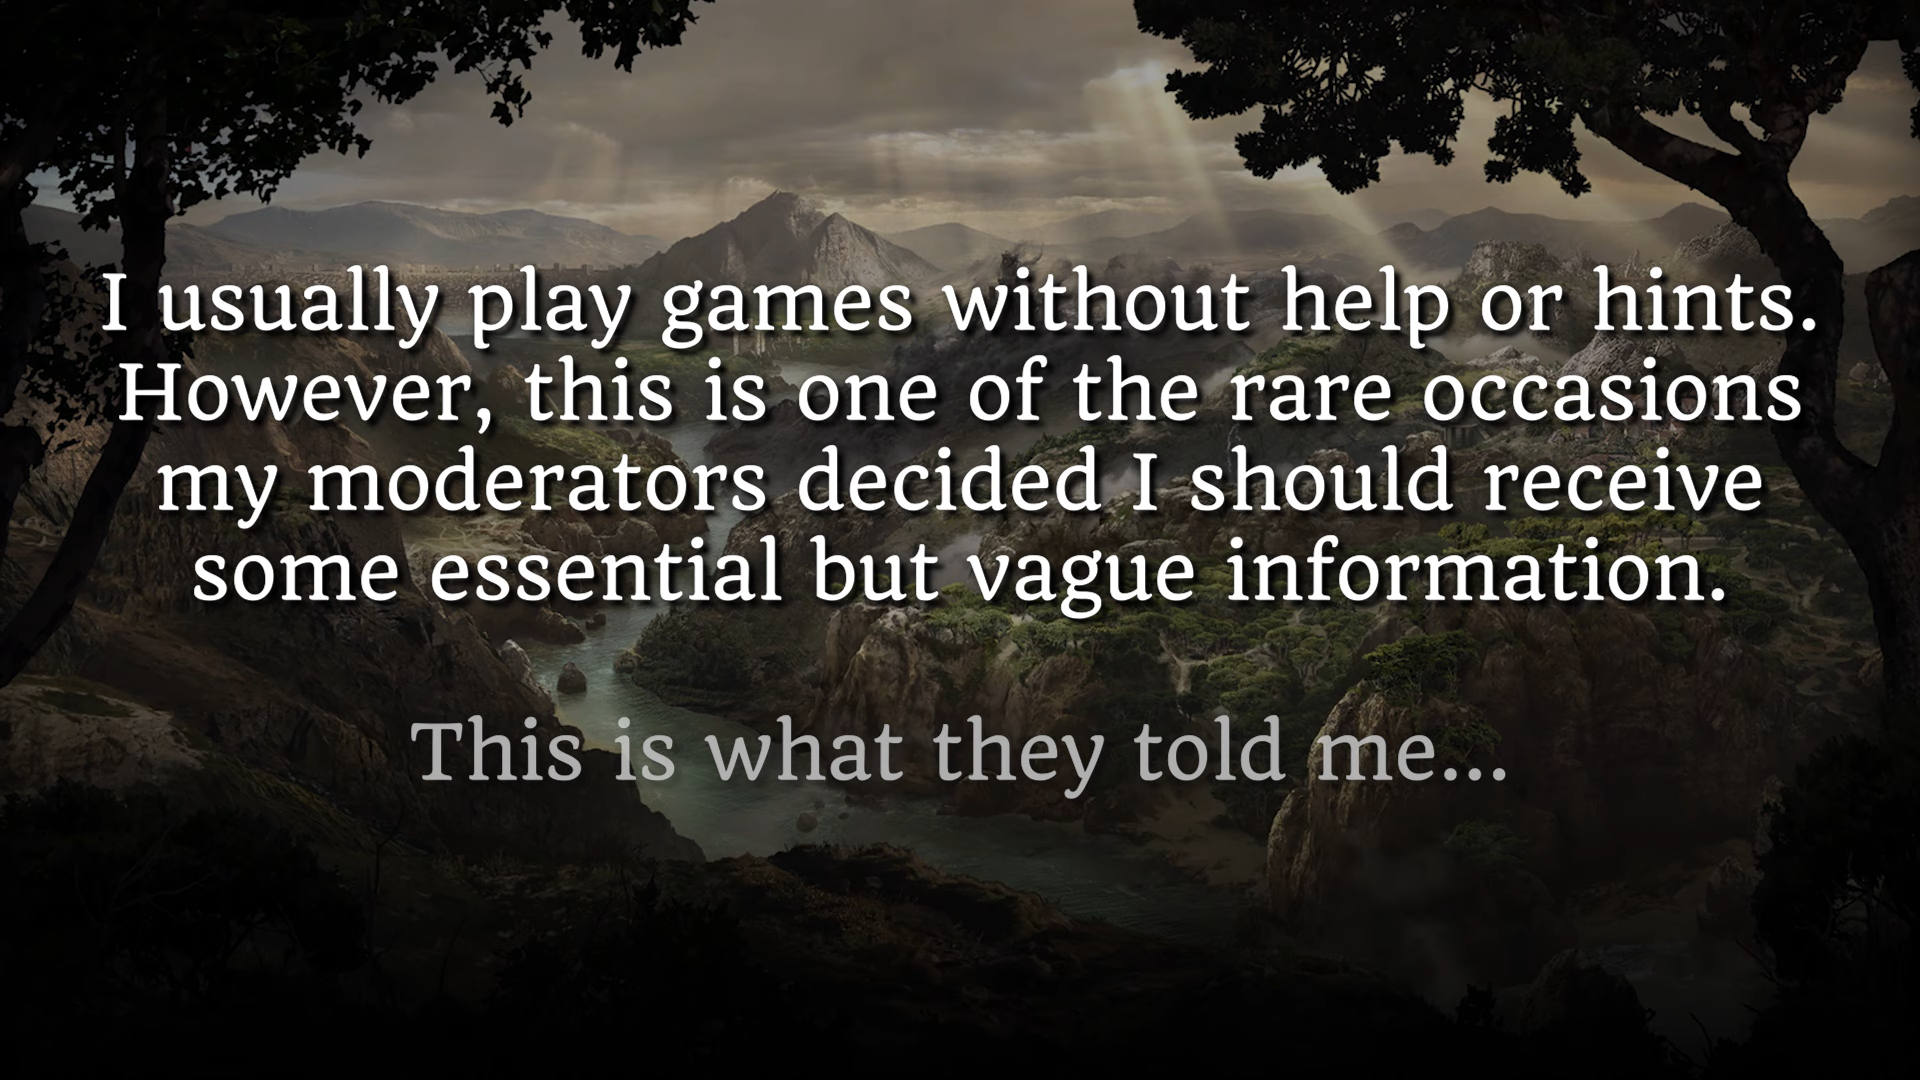 I usually play games without help or hints.
However, this is one of the rare occasions
my moderators decided I should receive
some essential but vague information.
This is what they told me...